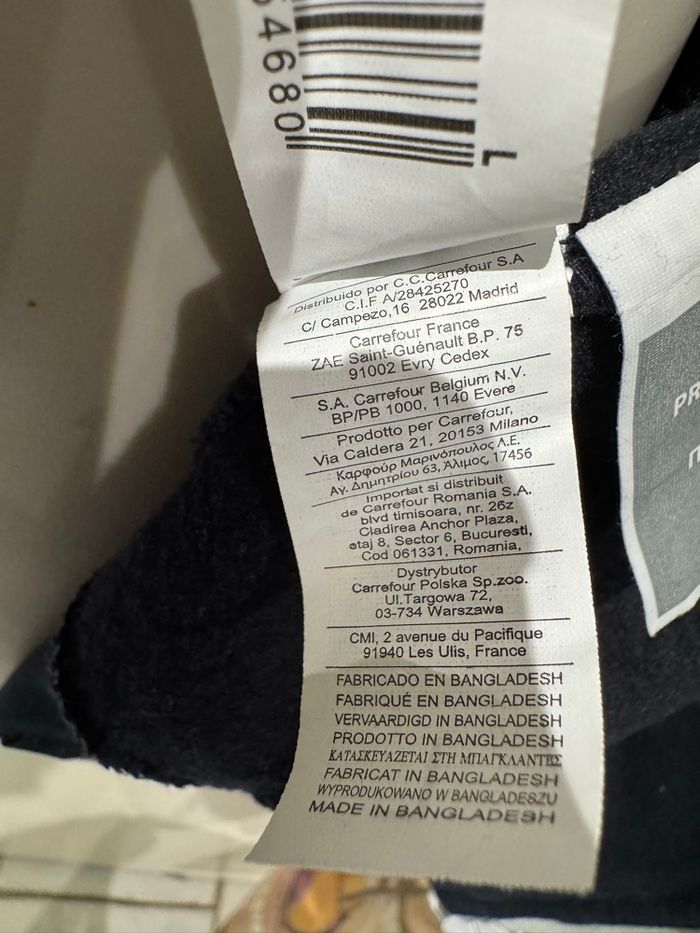 54680
L
Distribuido por C.C.Carrefour S.A
C.I.F A/28425270
C/ Campezo,16 28022 Madrid
Carrefour France
ZAE Saint-Guénault B.P. 75
91002 Evry Cedex
S.A. Carrefour Belgium N.V.
BP/PB 1000, 1140 Evere
Prodotto per Carrefour,
Via Caldera 21, 20153 Milano
Καρφούρ Μαρινόπουλος Α.Ε.
Αγ. Δημητρίου 63, Άλιμος, 17456
Importat si distribuit
de Carrefour Romania S.A.
blvd timisoara, nr. 26z
Cladirea Anchor Plaza,
etaj 8, Sector 6, Bucuresti,
Cod 061331, Romania,
Dystrybutor
Carrefour Polska Sp.zoo.
Ul.Targowa 72,
03-734 Warszawa
CMI, 2 avenue du Pacifique
91940 Les Ulis, France
FABRICADO EN BANGLADESH
FABRIQUÉ EN BANGLADESH
VERVAARDIGD IN BANGLADESH
PRODOTTO IN BANGLADESH
ΚΑΤΑΣΚΕΥΑΖΕΤΑΙ ΣΤΗ ΜΠΑΓΚΛΑΝΤΕΣ
FABRICAT IN BANGLADESH
WYPRODUKOWANO W BANGLADESZU
MADE IN BANGLADESH
PR